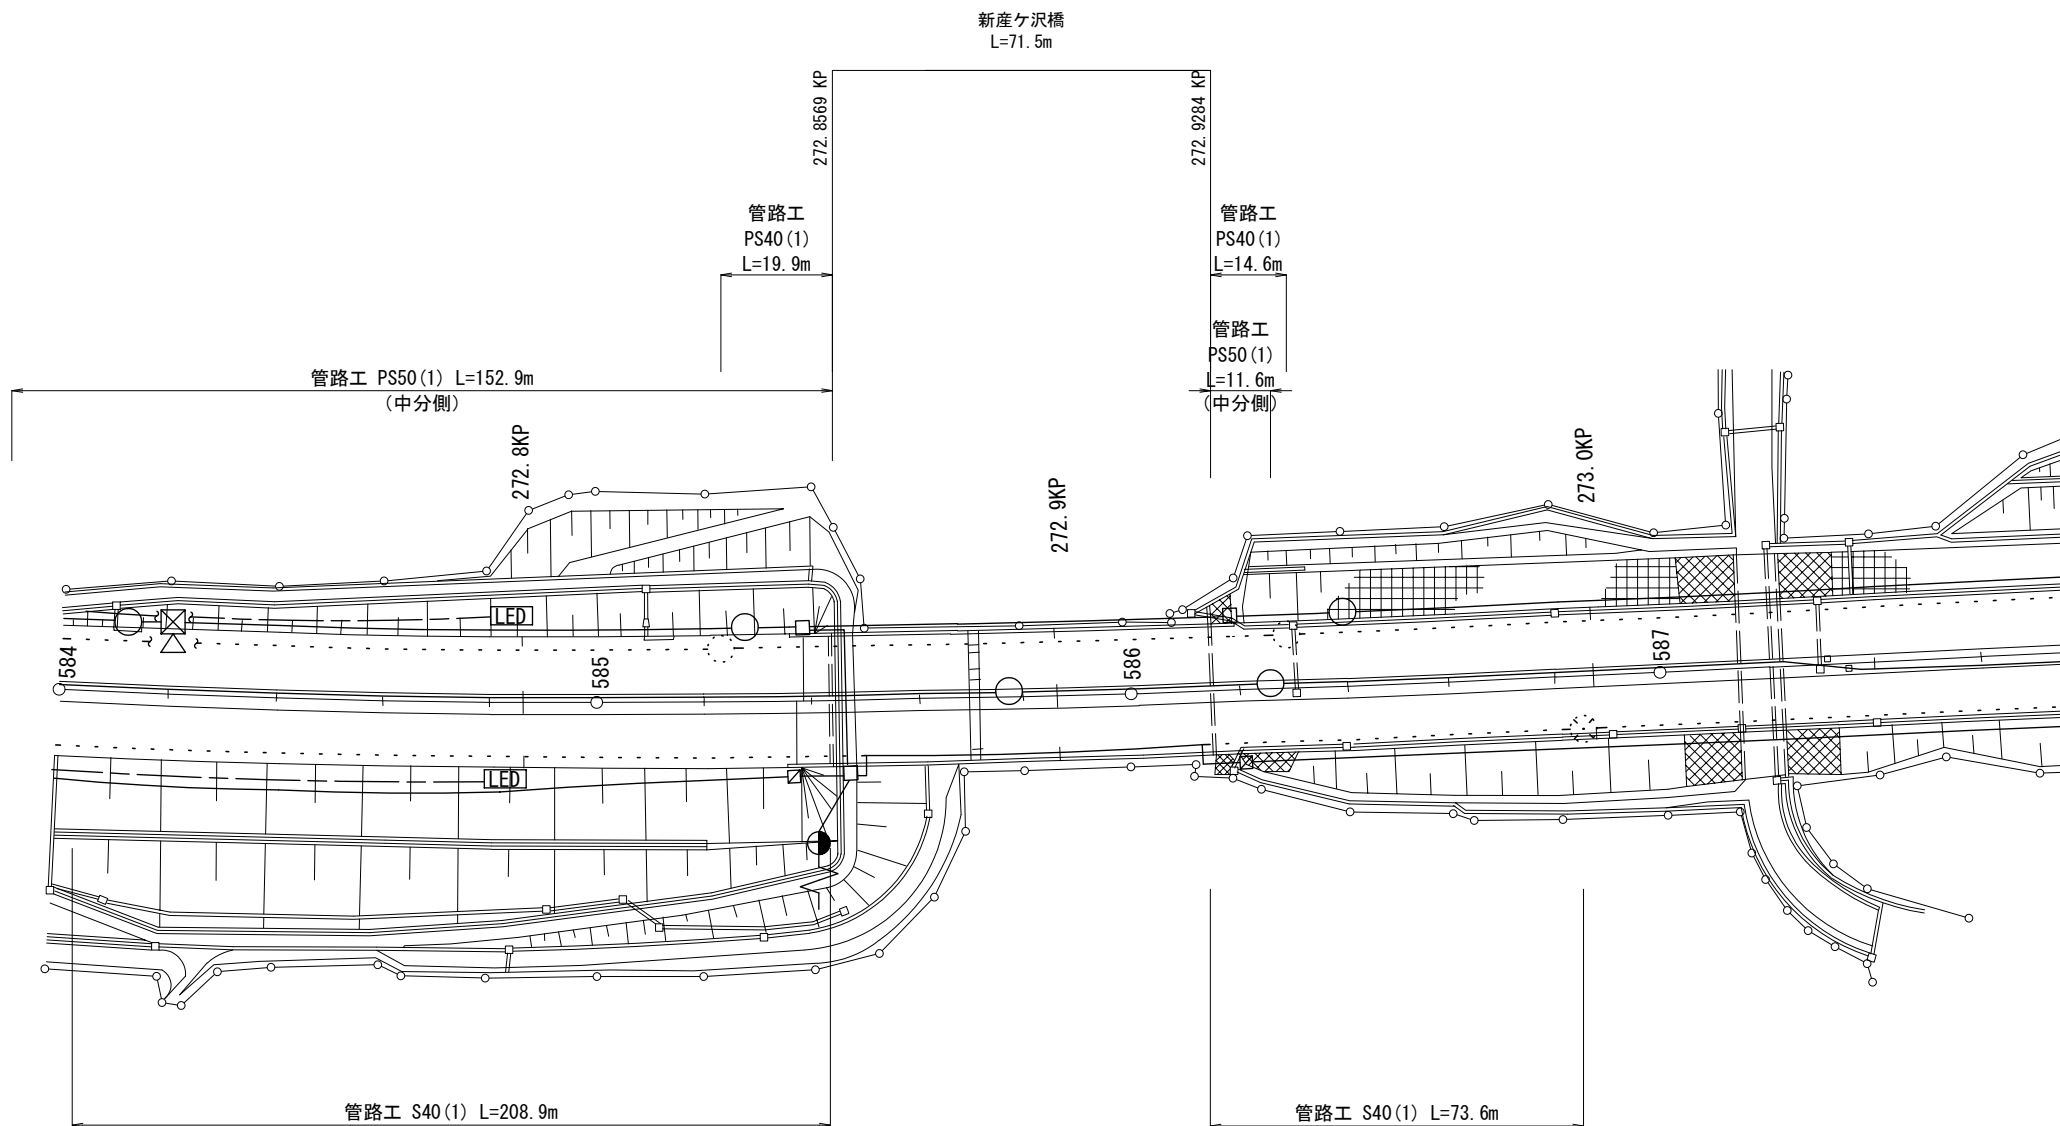 新産ケ沢橋
L=71.5m
272.8569 KP
272.9284 KP
管路工
PS40(1)
L=19.9m
管路工
PS40(1)
L=14.6m
管路工
PS50(1)
L=11.6m
(中分側)
管路工 PS50(1) L=152.9m
(中分側)
272.8KP
272.9KP
273.0KP
LED
584
585
586
587
LED
管路工 S40(1) L=208.9m
管路工 S40(1) L=73.6m